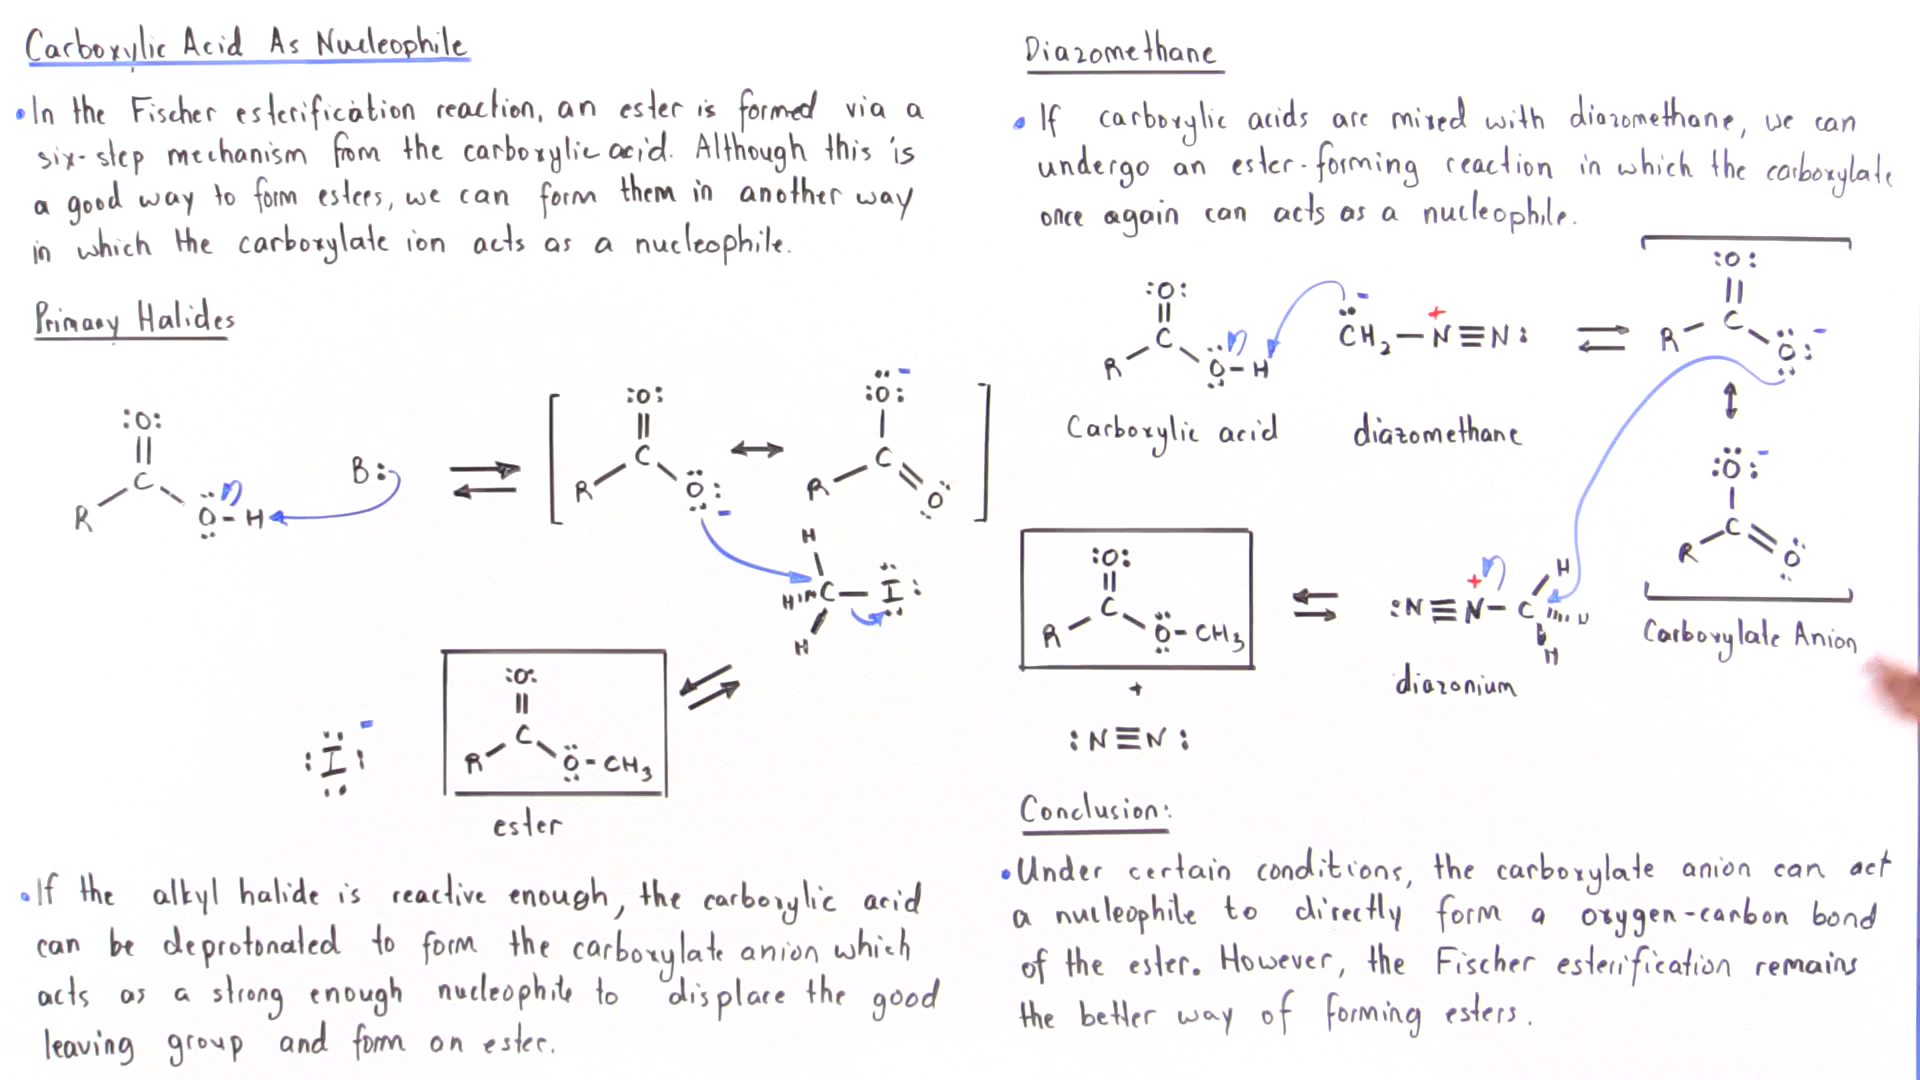 Carboxylic Acid As Nucleophile
• In the Fischer esterification reaction, an ester is formed via a
six-step mechanism from the carboxylic acid. Although this is
a good way to form esters, we can form them in another way
in which the carboxylate ion acts as a nucleophile.
Primary Halides
:O:
C
R
O-H
B:
:O:
C
R
O: -
:O: -
C
R
O
H
H C - I :
H
:O:
C
R
O-CH3
ester
:I: -
• If the alkyl halide is reactive enough, the carboxylic acid
can be deprotonated to form the carboxylate anion which
acts as a strong enough nucleophile to displace the good
leaving group and form an ester.
Diazomethane
• If carboxylic acids are mixed with diazomethane, we can
undergo an ester-forming reaction in which the carboxylate
once again can acts as a nucleophile.
:O:
C
R
O-H
- +
CH2-N≡N:
Carboxylic acid
diazomethane
:O:
C
R
O: -
:O: -
C
R
O
Carboxylate Anion
+
:N≡N-C
H
H
H
diazonium
:O:
C
R
O-CH3
+
:N≡N:
Conclusion:
• Under certain conditions, the carboxylate anion can act
a nucleophile to directly form a oxygen-carbon bond
of the ester. However, the Fischer esterification remains
the better way of forming esters.